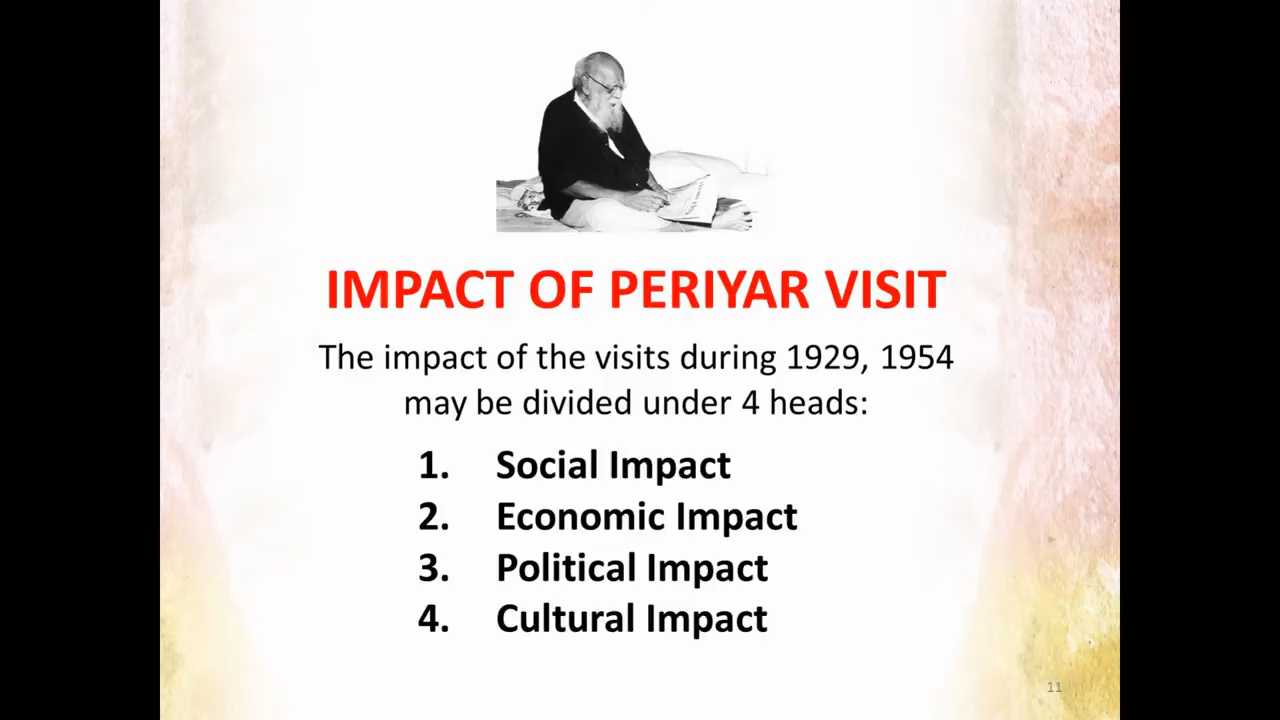 IMPACT OF PERIYAR VISIT
The impact of the visits during 1929, 1954
may be divided under 4 heads:
1. Social Impact
2. Economic Impact
3. Political Impact
4. Cultural Impact
11